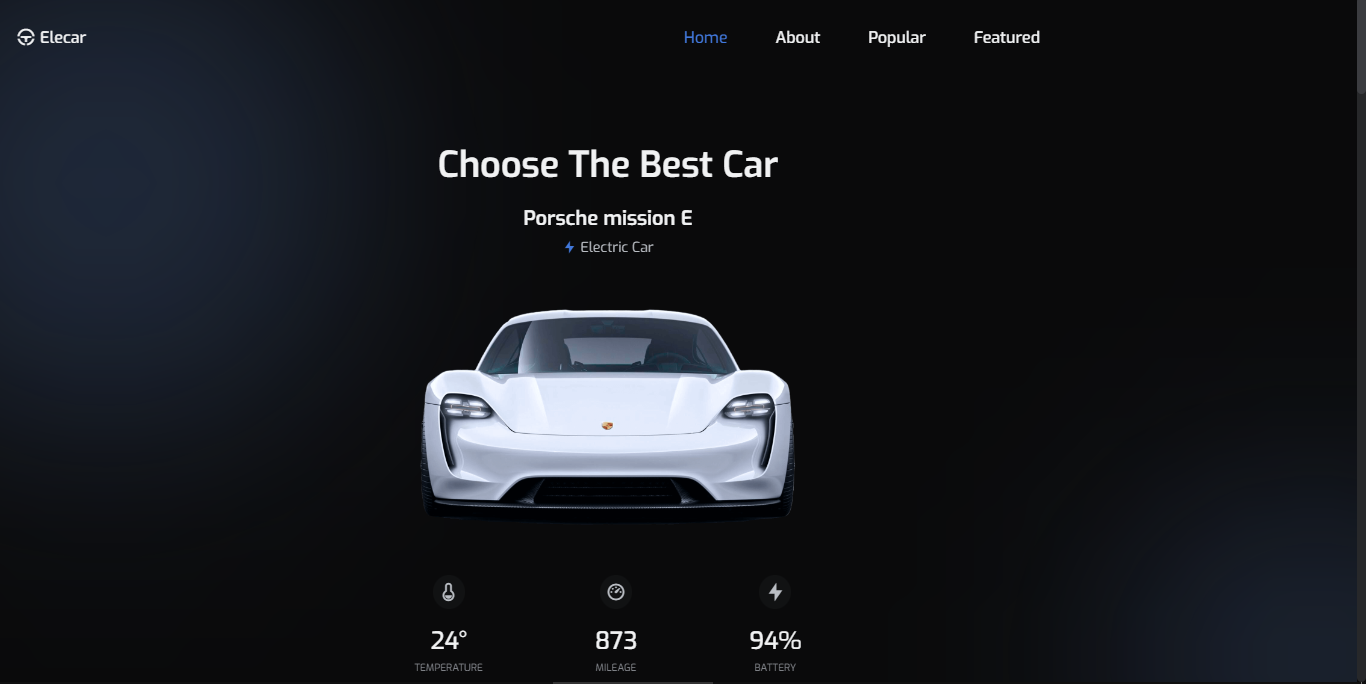 Elecar
Home About Popular Featured
Choose The Best Car
Porsche mission E
Electric Car
24° 873 94%
TEMPERATURE MILEAGE BATTERY